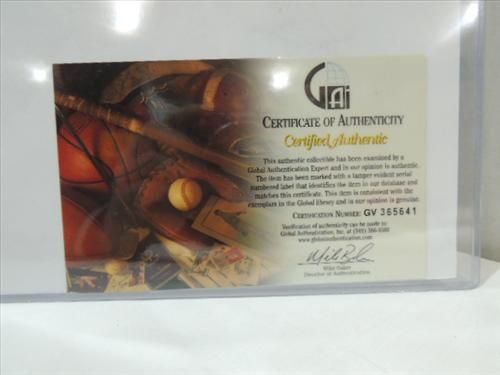 GAi
CERTIFICATE OF AUTHENTICITY
Certified Authentic
This authentic collectible has been examined by a
Global Authentication Expert and in our opinion is authentic.
The item has been marked with a tamper evident serial
numbered label that identifies the item in our database and
matches this certificate. This item is consistent with the
exemplars in the Global library and in our opinion is genuine.
CERTIFICATION NUMBER: GV 365641
Verification of authenticity can be made to:
Global Authentication, Inc. at
www.globalauthentication.com
Mike Baker
Director of Authentication